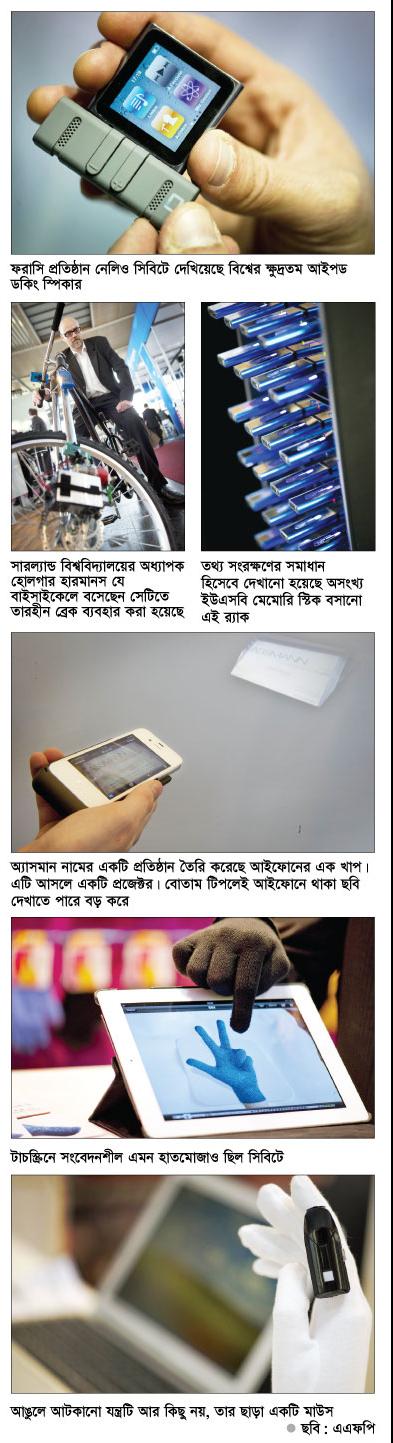 ফরাসি প্রতিষ্ঠান নেলিও সিবিটে দেখিয়েছে বিশ্বের ক্ষুদ্রতম আইপড
ডকিং স্পিকার
সারল্যান্ড বিশ্ববিদ্যালয়ের অধ্যাপক
হোলগার হারমানস যে
বাইসাইকেলে বসেছেন সেটিতে
তারহীন ব্রেক ব্যবহার করা হয়েছে
তথ্য সংরক্ষণের সমাধান
হিসেবে দেখানো হয়েছে অসংখ্য
ইউএসবি মেমোরি স্টিক বসানো
এই র‍্যাক
অ্যাসমান নামের একটি প্রতিষ্ঠান তৈরি করেছে আইফোনের এক খাপ।
এটি আসলে একটি প্রজেক্টর। বোতাম টিপলেই আইফোনে থাকা ছবি
দেখাতে পারে বড় করে
টাচস্ক্রিনে সংবেদনশীল এমন হাতমোজাও ছিল সিবিটে
আঙুলে আটকানো যন্ত্রটি আর কিছু নয়, তার ছাড়া একটি মাউস
● ছবি : এএফপি